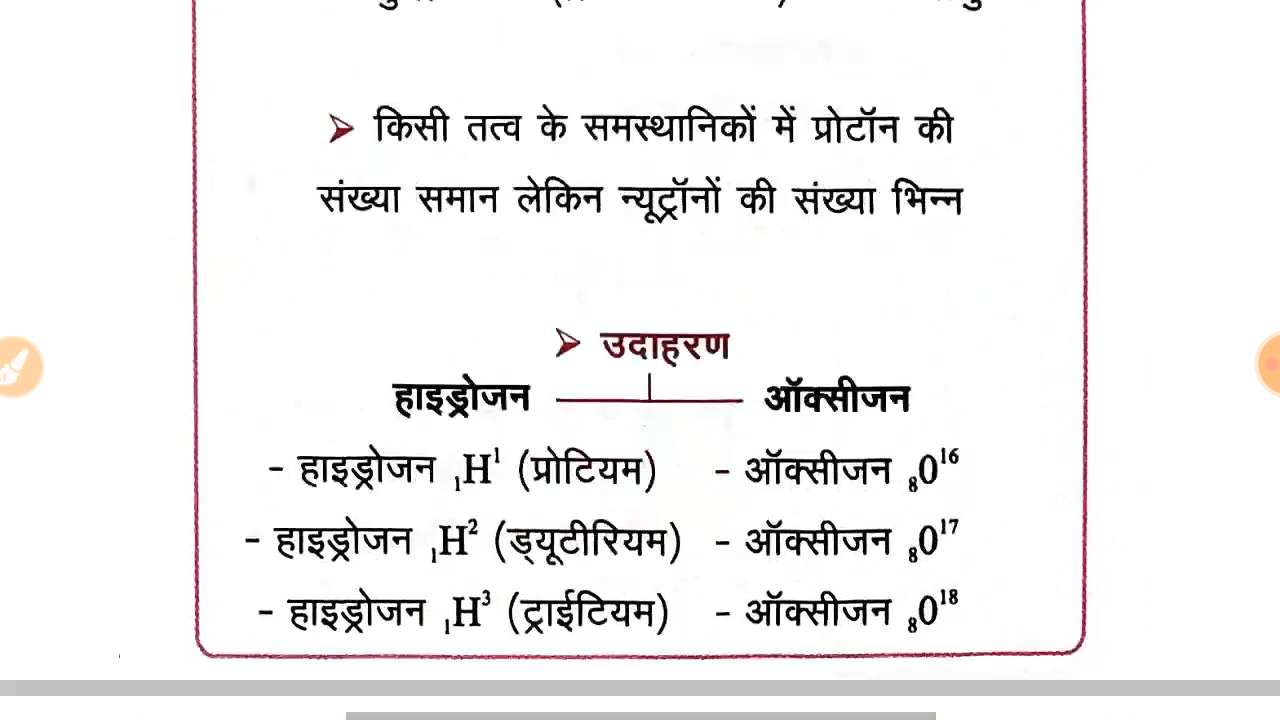 ➢ किसी तत्व के समस्थानिकों में प्रोटॉन की
संख्या समान लेकिन न्यूट्रॉनों की संख्या भिन्न
➢ उदाहरण
हाइड्रोजन ऑक्सीजन
- हाइड्रोजन ₁H¹ (प्रोटियम) - ऑक्सीजन ₈0¹⁶
- हाइड्रोजन ₁H² (ड्यूटीरियम) - ऑक्सीजन ₈0¹⁷
- हाइड्रोजन ₁H³ (ट्राईटियम) - ऑक्सीजन ₈0¹⁸